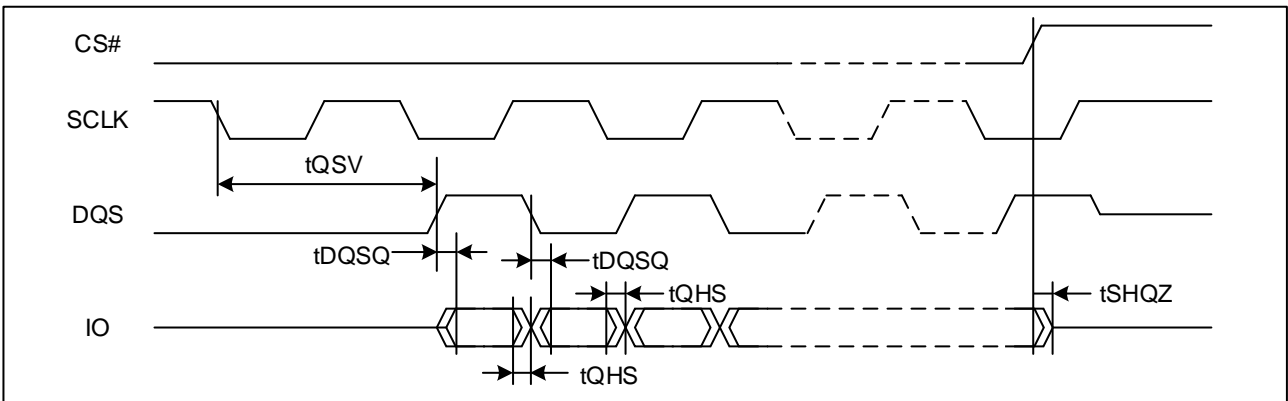 CS#
SCLK
tQSV
DQS
tDQSQ
tDQSQ
tQHS
tSHQZ
IO
tQHS